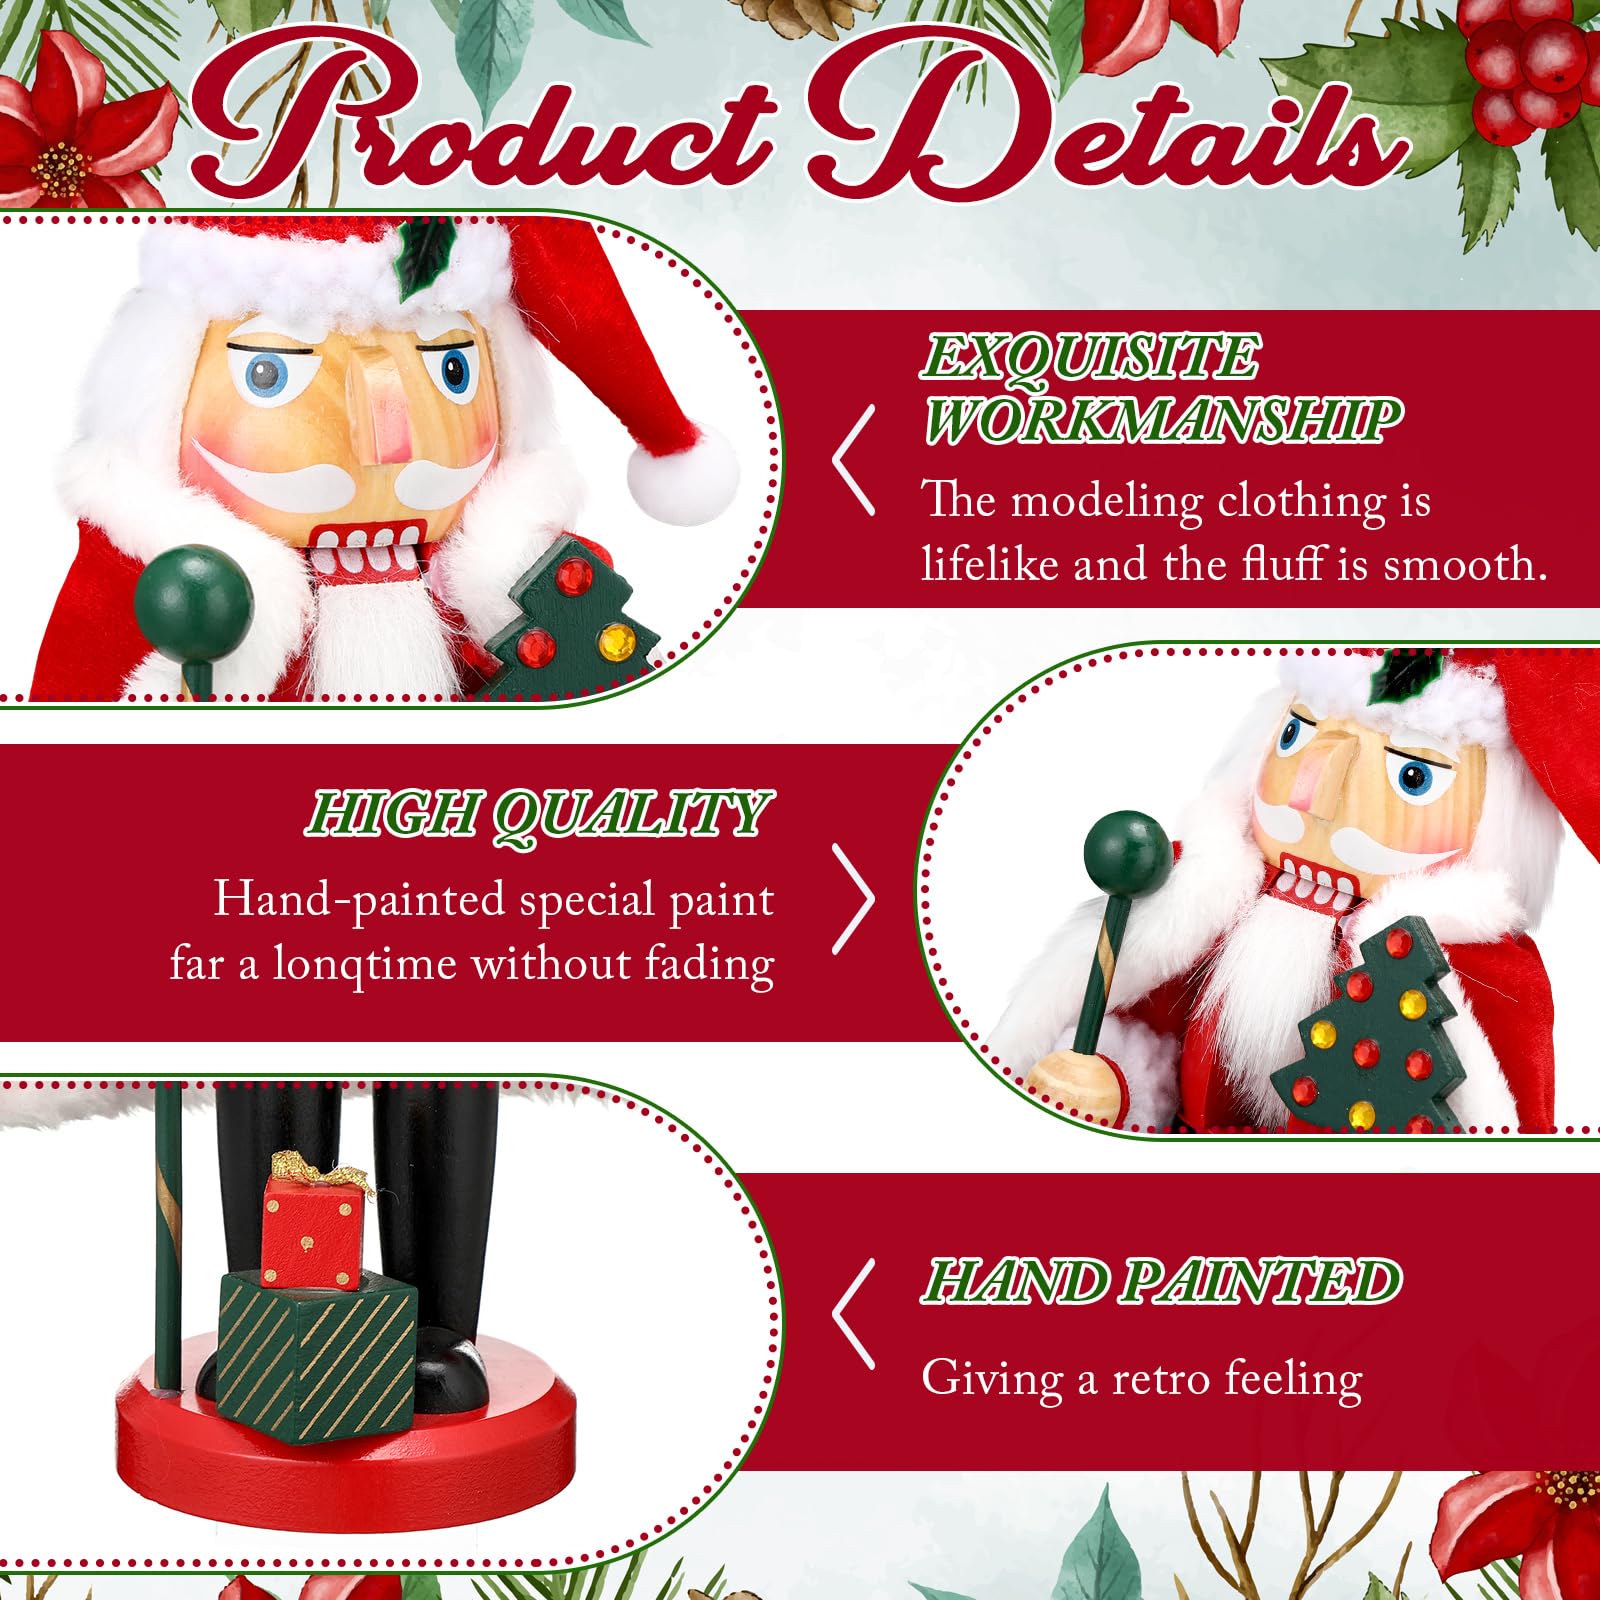 Product Details
EXQUISITE
WORKMANSHIP
The modeling clothing is
lifelike and the fluff is smooth.
HIGH QUALITY
Hand-painted special paint
far a lonqtime without fading
HAND PAINTED
Giving a retro feeling